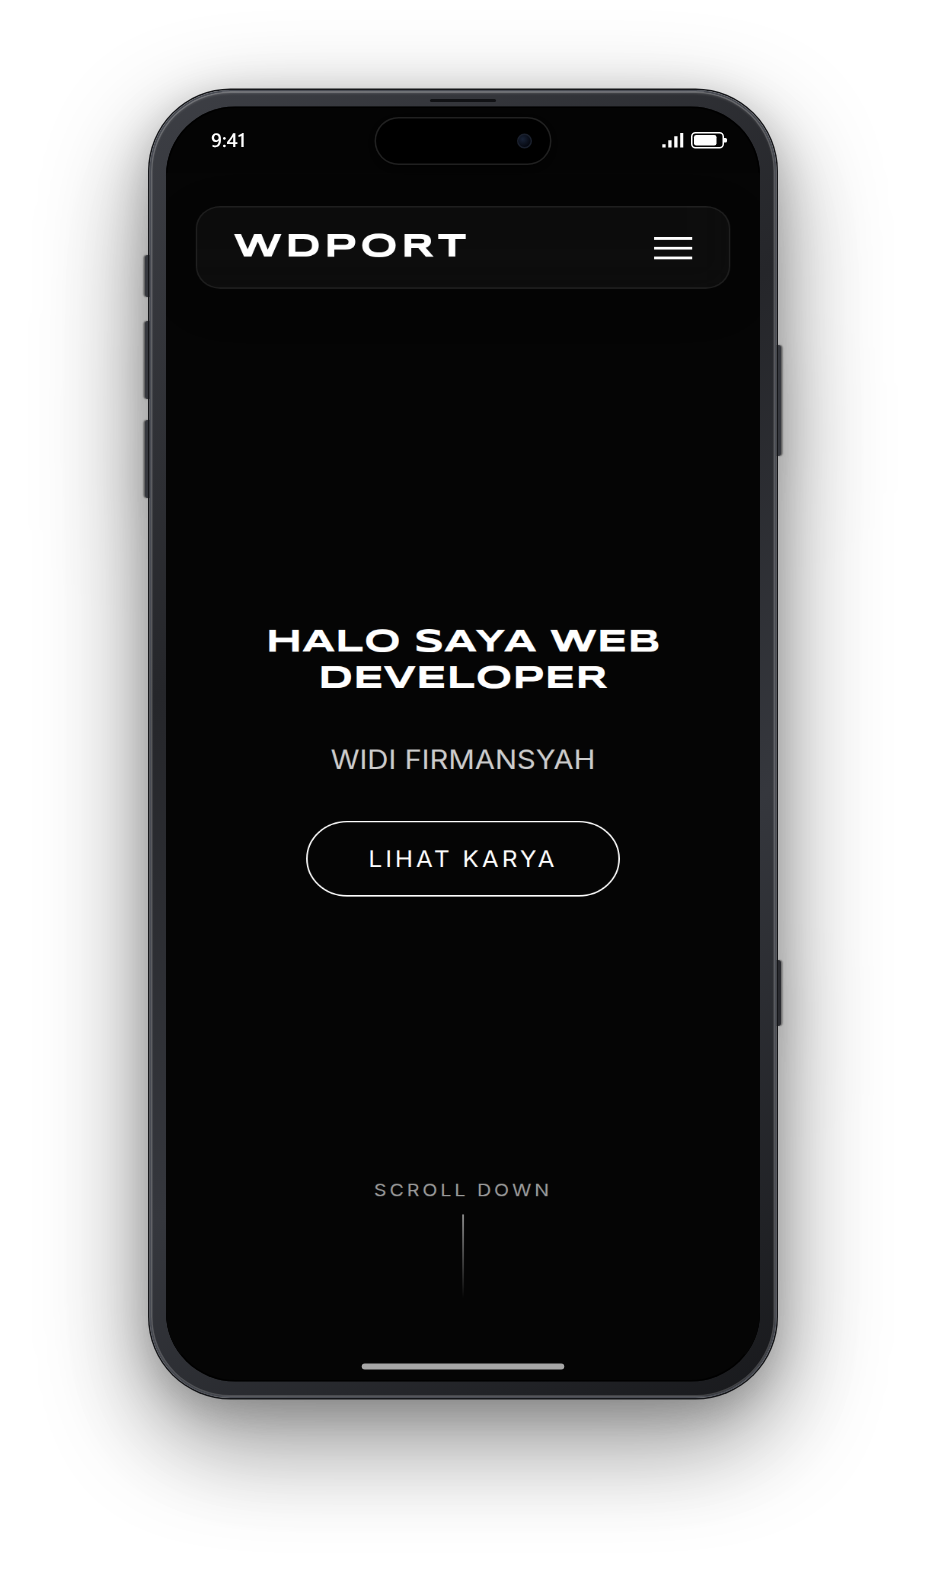 9:41
WDPORT
HALO SAYA WEB
DEVELOPER
WIDI FIRMANSYAH
LIHAT KARYA
SCROLL DOWN